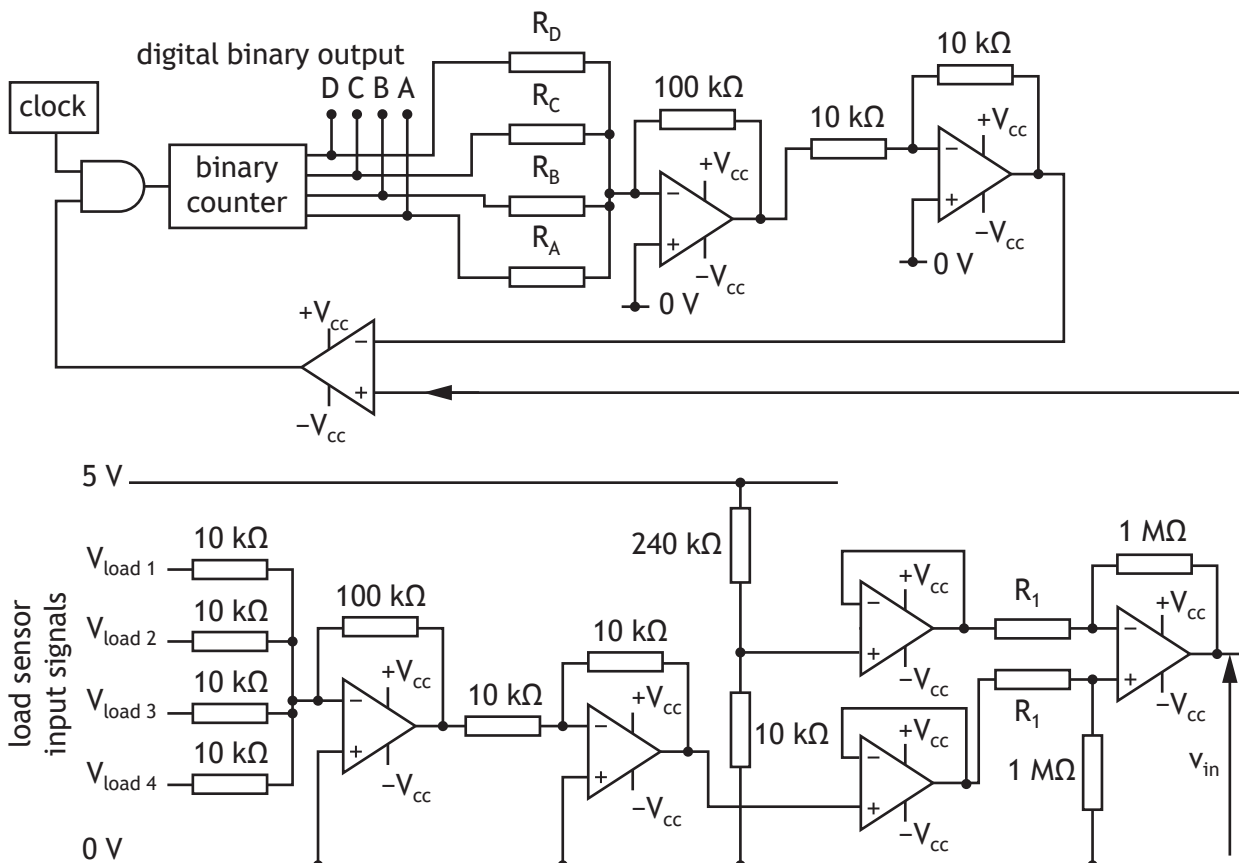 R_D
10 kΩ
digital binary output
D C B A
100 kΩ
clock
R_C
10 kΩ
+V_cc
binary
counter
R_B
+V_cc
−
+
−
+
−V_cc
R_A
−V_cc
0 V
0 V
+V_cc
−
+
−V_cc
5 V
10 kΩ
240 kΩ
1 MΩ
V_load 1
+V_cc
R_1
load sensor
input signals
10 kΩ
100 kΩ
−
+
+V_cc
V_load 2
10 kΩ
−
+
−V_cc
10 kΩ
+V_cc
+V_cc
R_1
−V_cc
V_load 3
−
+
10 kΩ
−
+
10 kΩ
+V_cc
10 kΩ
−V_cc
−
+
1 MΩ
v_in
V_load 4
−V_cc
−V_cc
0 V